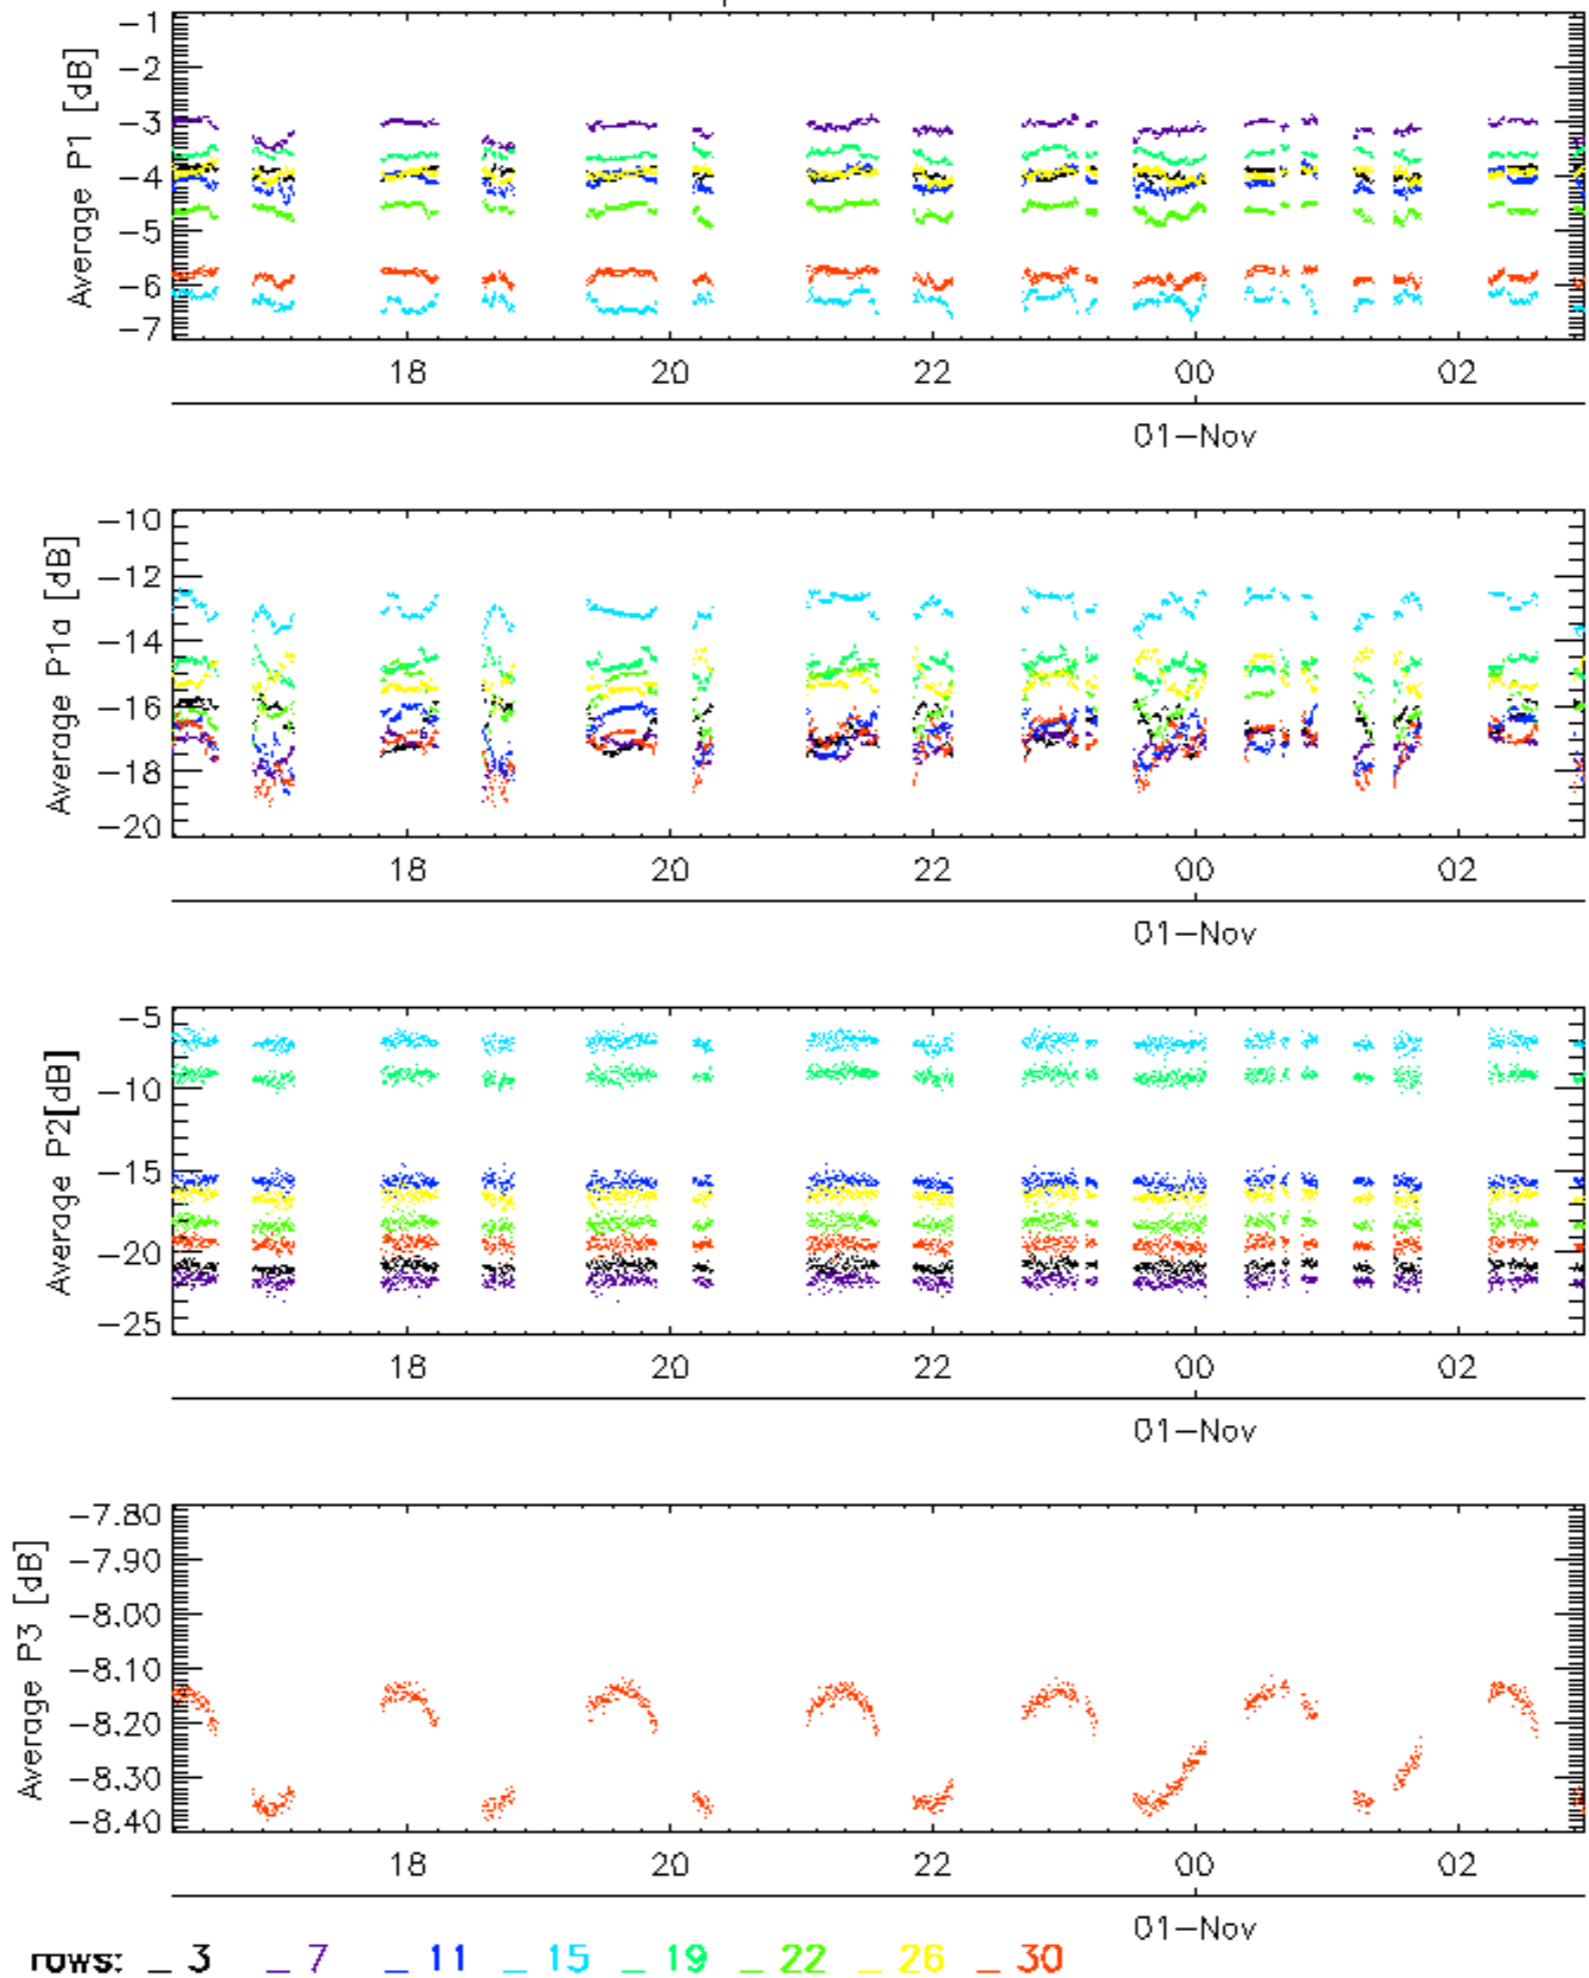 Average P1 [dB]
-1
-2
-3
-4
-5
-6
-7
18 20 22 00 02
01-Nov
Average P1a [dB]
-10
-12
-14
-16
-18
-20
18 20 22 00 02
01-Nov
Average P2[dB]
-5
-10
-15
-20
-25
18 20 22 00 02
01-Nov
Average P3 [dB]
-7.80
-7.90
-8.00
-8.10
-8.20
-8.30
-8.40
18 20 22 00 02
01-Nov
rows: _ 3 _ 7 _ 11 _ 15 _ 19 _ 22 _ 26 _ 30